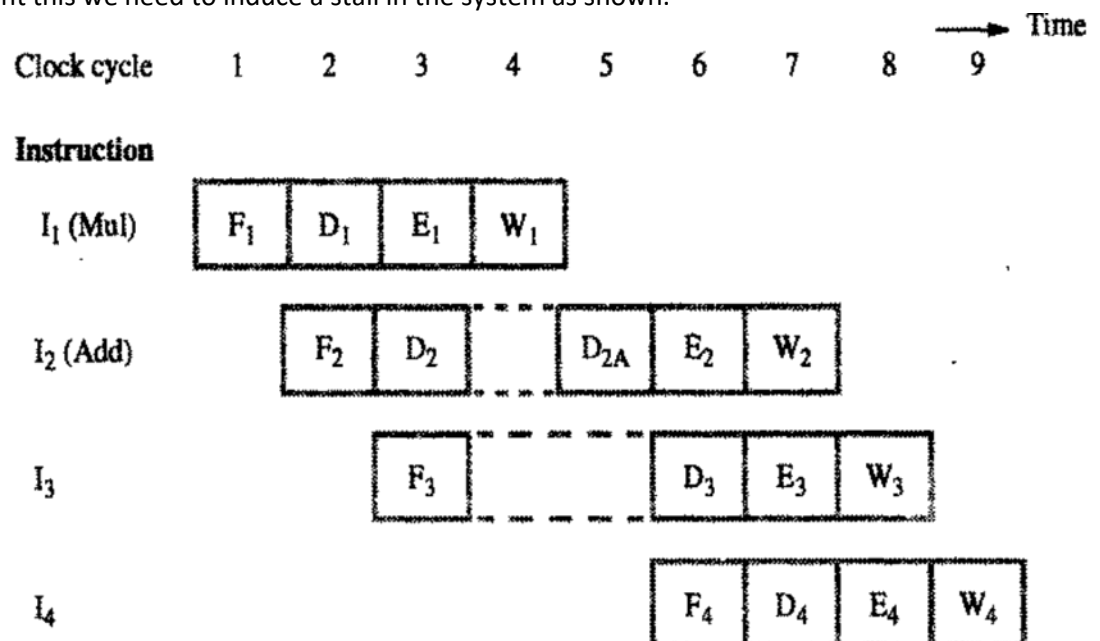 nt this we need to induce a stall in the system as shown.
Time
Clock cycle 1 2 3 4 5 6 7 8 9
Instruction
I₁ (Mul) F₁ D₁ E₁ W₁
I₂ (Add) F₂ D₂ D₂A E₂ W₂
I₃ F₃ D₃ E₃ W₃
I₄ F₄ D₄ E₄ W₄